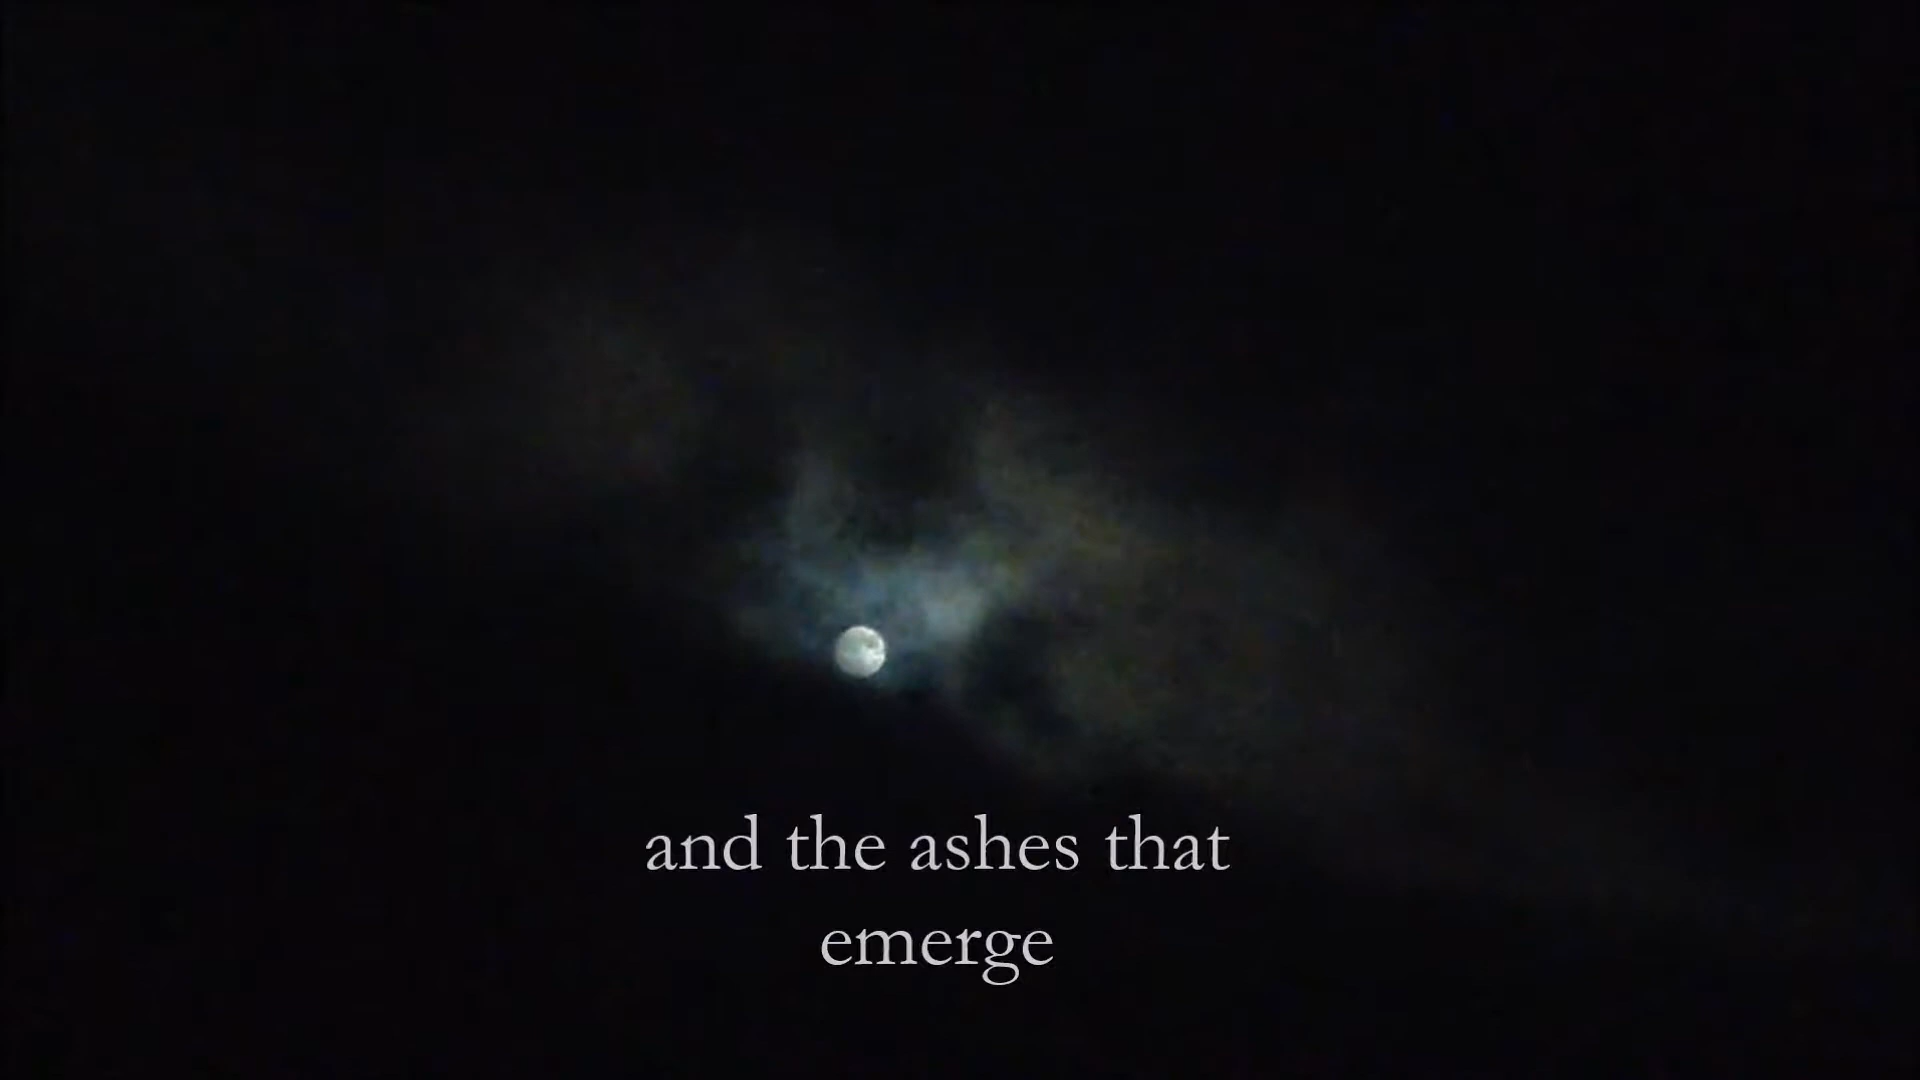 and the ashes that
emerge